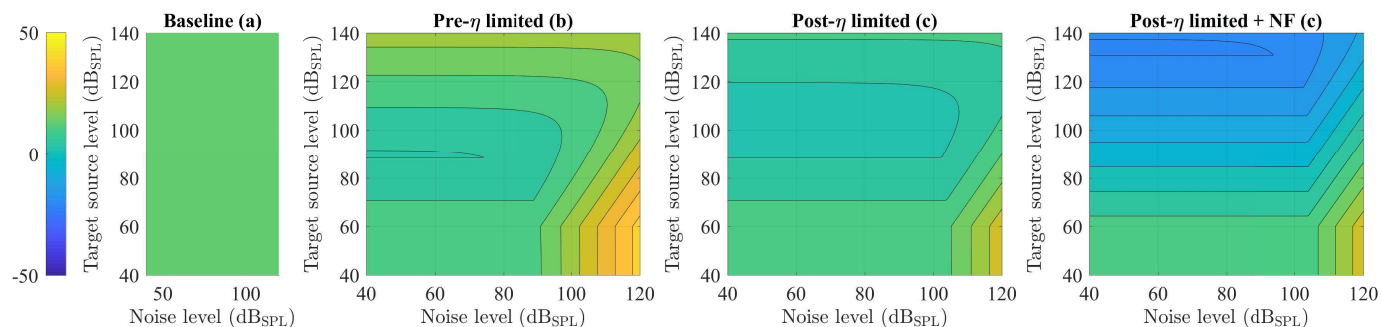 Baseline (a)
Pre-η limited (b)
Post-η limited (c)
Post-η limited + NF (c)
50
0
-50
Target source level (dB_SPL)
140
120
100
80
60
40
50 100
Noise level (dB_SPL)
Target source level (dB_SPL)
140
120
100
80
60
40
40 60 80 100 120
Noise level (dB_SPL)
Target source level (dB_SPL)
140
120
100
80
60
40
40 60 80 100 120
Noise level (dB_SPL)
Target source level (dB_SPL)
140
120
100
80
60
40
40 60 80 100 120
Noise level (dB_SPL)